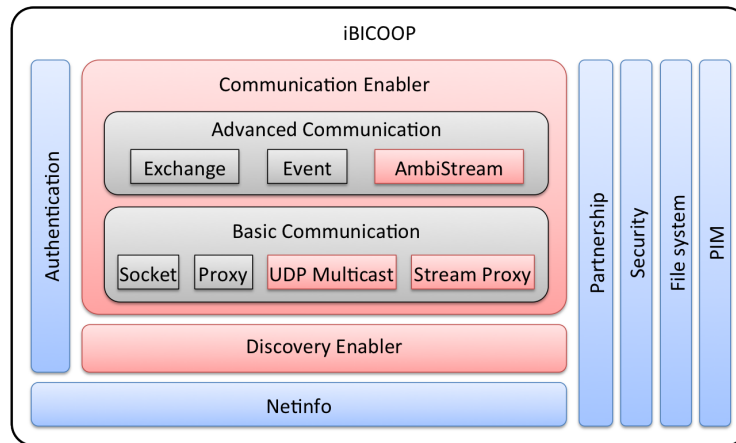 iBICOOP
Authentication
Communication Enabler
Advanced Communication
Exchange
Event
AmbiStream
Basic Communication
Socket
Proxy
UDP Multicast
Stream Proxy
Discovery Enabler
Netinfo
Partnership
Security
File system
PIM